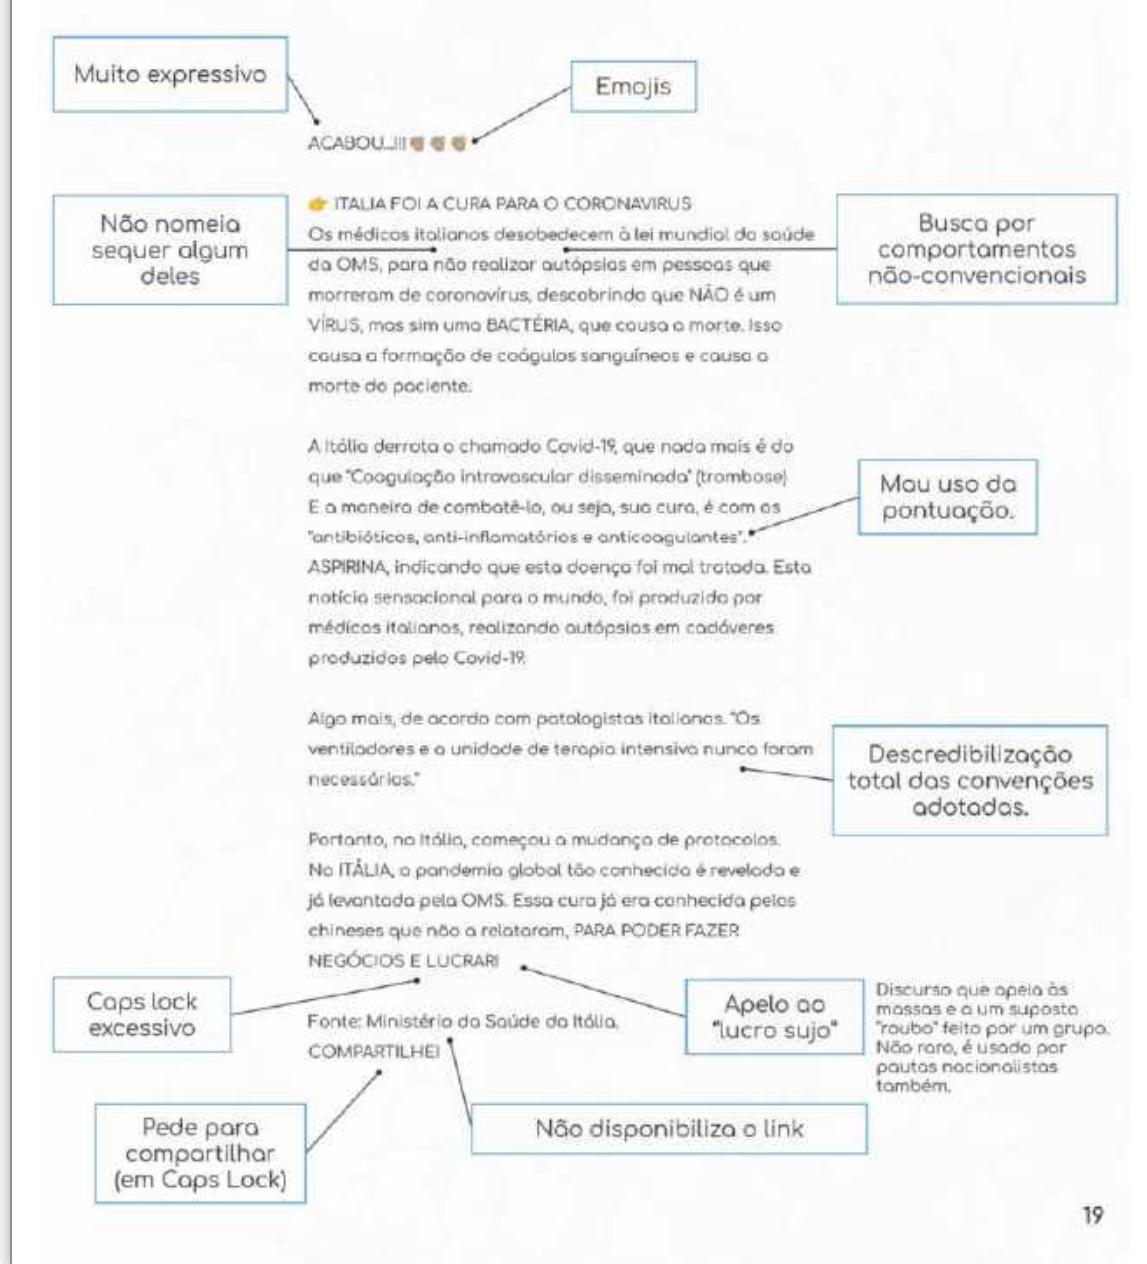 Muito expressivo
Emojis
ACABOU...!!!
Não nomeia
sequer algum
deles
👉 ITALIA FOI A CURA PARA O CORONAVIRUS
Os médicos italianos desobedecem à lei mundial da saúde
da OMS, para não realizar autópsias em pessoas que
morreram de coronavírus, descobrindo que NÃO é um
VÍRUS, mas sim uma BACTÉRIA, que causa a morte. Isso
causa a formação de coágulos sanguíneos e causa a
morte do paciente.
Busca por
comportamentos
não-convencionais
A Itália derrota o chamado Covid-19, que nada mais é do
que "Coagulação intravascular disseminada" (trombose)
E a maneira de combatê-lo, ou seja, sua cura, é com os
"antibióticos, anti-inflamatórios e anticoagulantes".
ASPIRINA, indicando que esta doença foi mal tratada. Esta
notícia sensacional para o mundo, foi produzida por
médicos italianos, realizando autópsias em cadáveres
produzidos pelo Covid-19.
Mau uso da
pontuação.
Algo mais, de acordo com patologistas italianos. "Os
ventiladores e a unidade de terapia intensiva nunca foram
necessários."
Descredibilização
total das convenções
adotadas.
Portanto, na Itália, começou a mudança de protocolos.
Na ITÁLIA, a pandemia global tão conhecida é revelada e
já levantada pela OMS. Essa cura já era conhecida pelos
chineses que não a relataram, PARA PODER FAZER
NEGÓCIOS E LUCRAR!
Caps lock
excessivo
Apelo ao
"lucro sujo"
Discurso que apela às
massas e a um suposto
"roubo" feito por um grupo.
Não raro, é usado por
pautas nacionalistas
também.
Fonte: Ministério da Saúde da Itália.
COMPARTILHE!
Pede para
compartilhar
(em Caps Lock)
Não disponibiliza o link
19